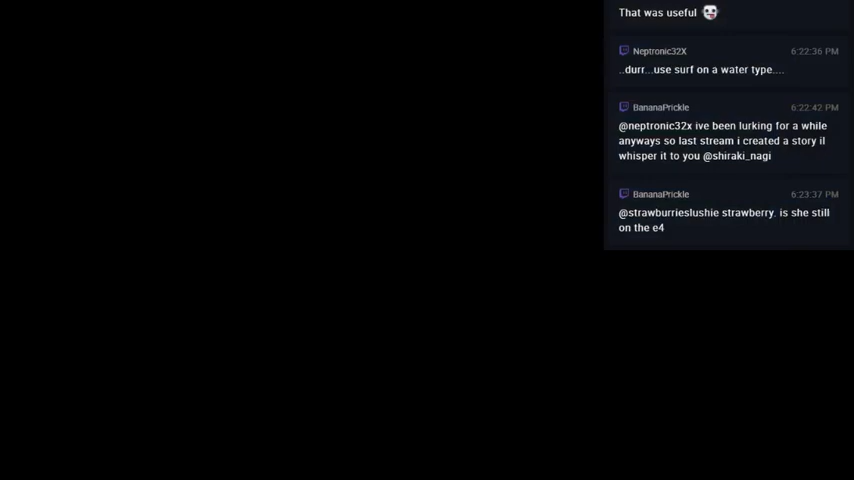 That was useful
Neptronic32X 6:22:36 PM
..durr...use surf on a water type....
BananaPrickle 6:22:42 PM
@neptronic32x ive been lurking for a while
anyways so last stream i created a story il
whisper it to you @shiraki_nagi
BananaPrickle 6:23:37 PM
@strawburrieslushie strawberry. is she still
on the e4